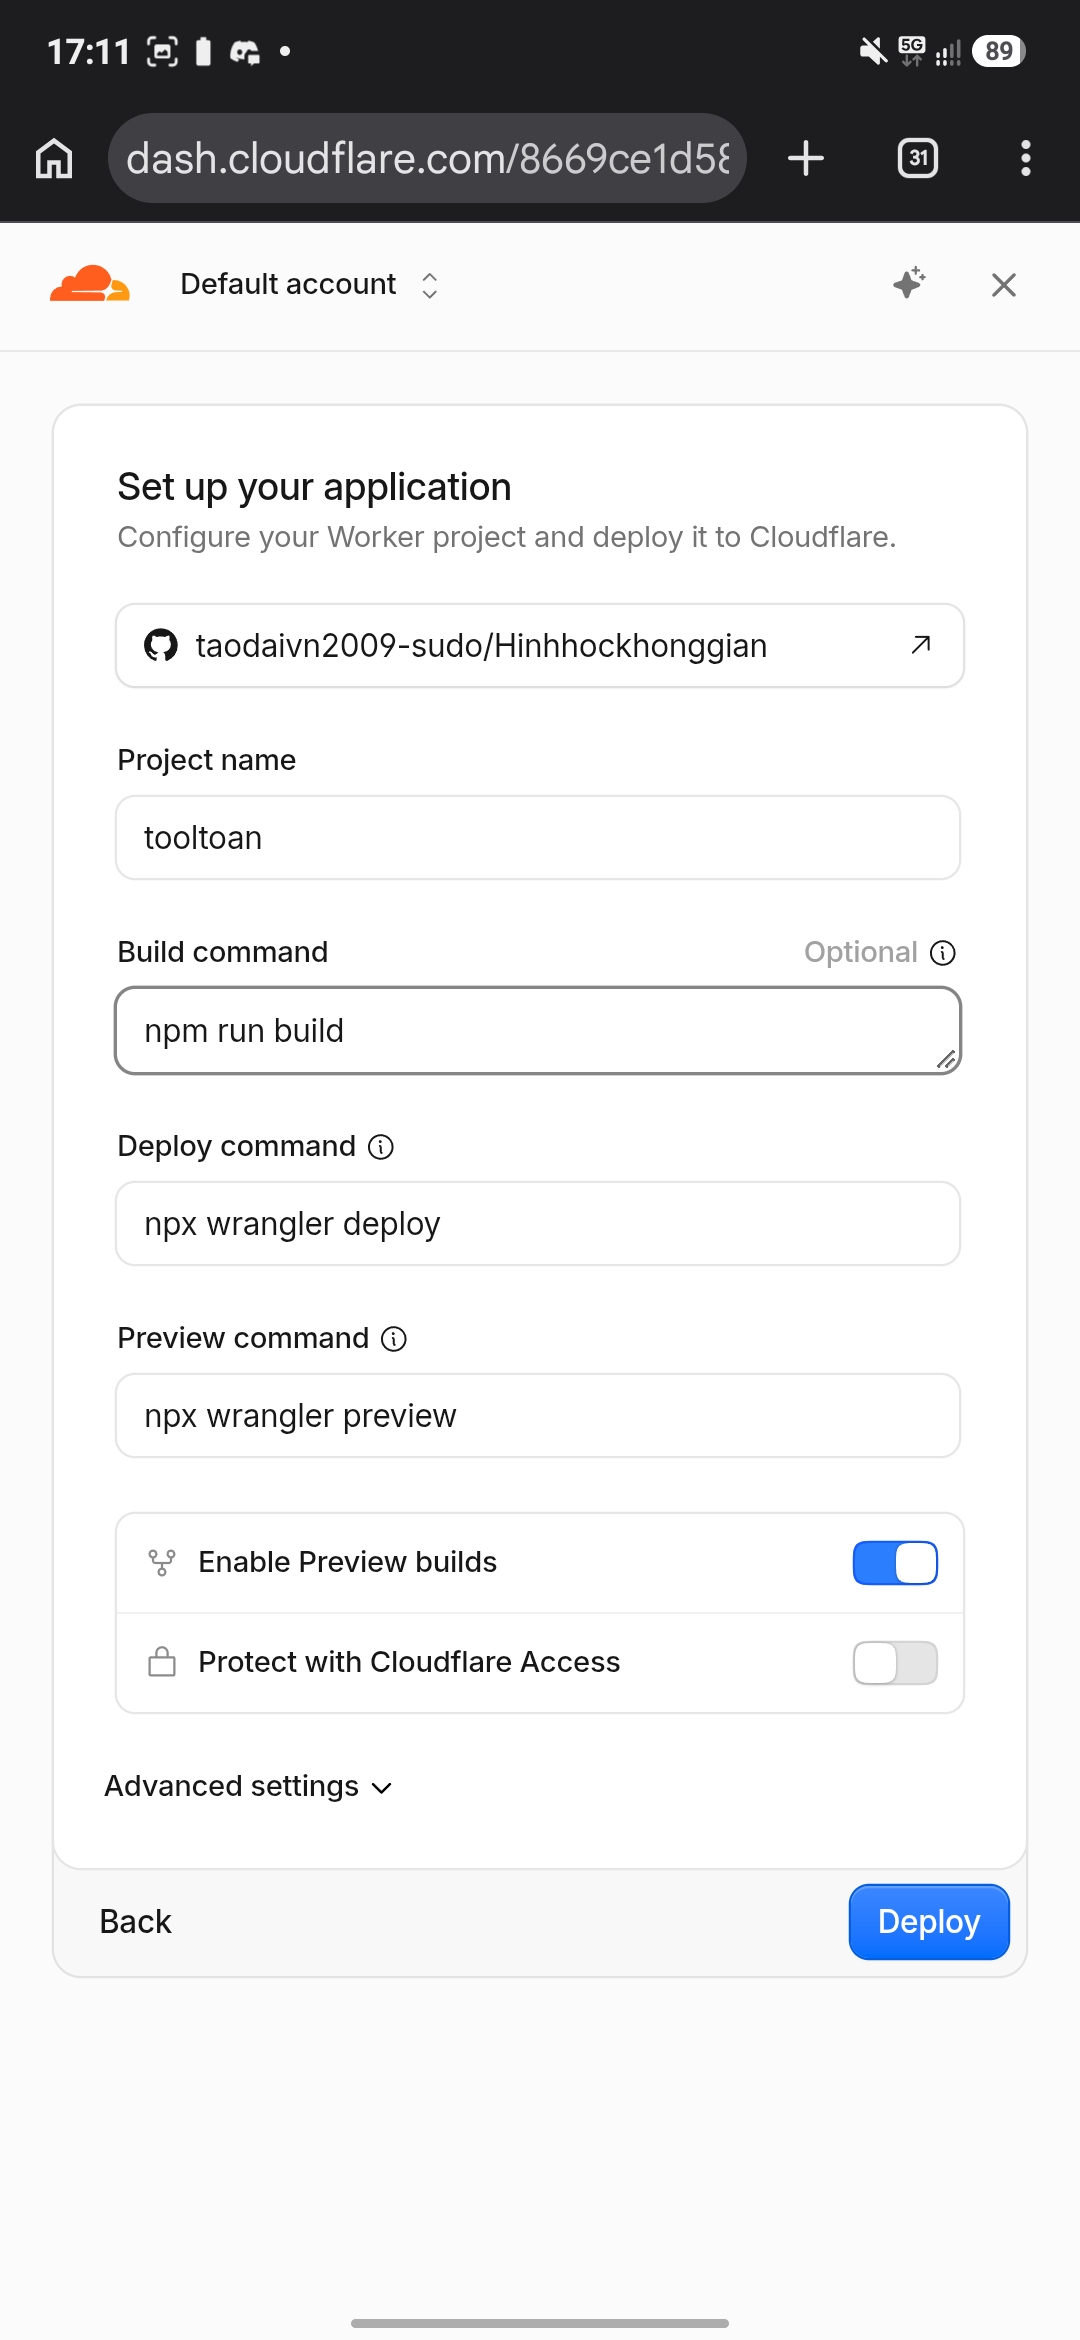 17:11
5G
89
dash.cloudflare.com/8669ce1d58
31
Default account
Set up your application
Configure your Worker project and deploy it to Cloudflare.
taodaivn2009-sudo/Hinhhockhonggian
Project name
tooltoan
Build command
Optional
npm run build
Deploy command
npx wrangler deploy
Preview command
npx wrangler preview
Enable Preview builds
Protect with Cloudflare Access
Advanced settings
Back
Deploy